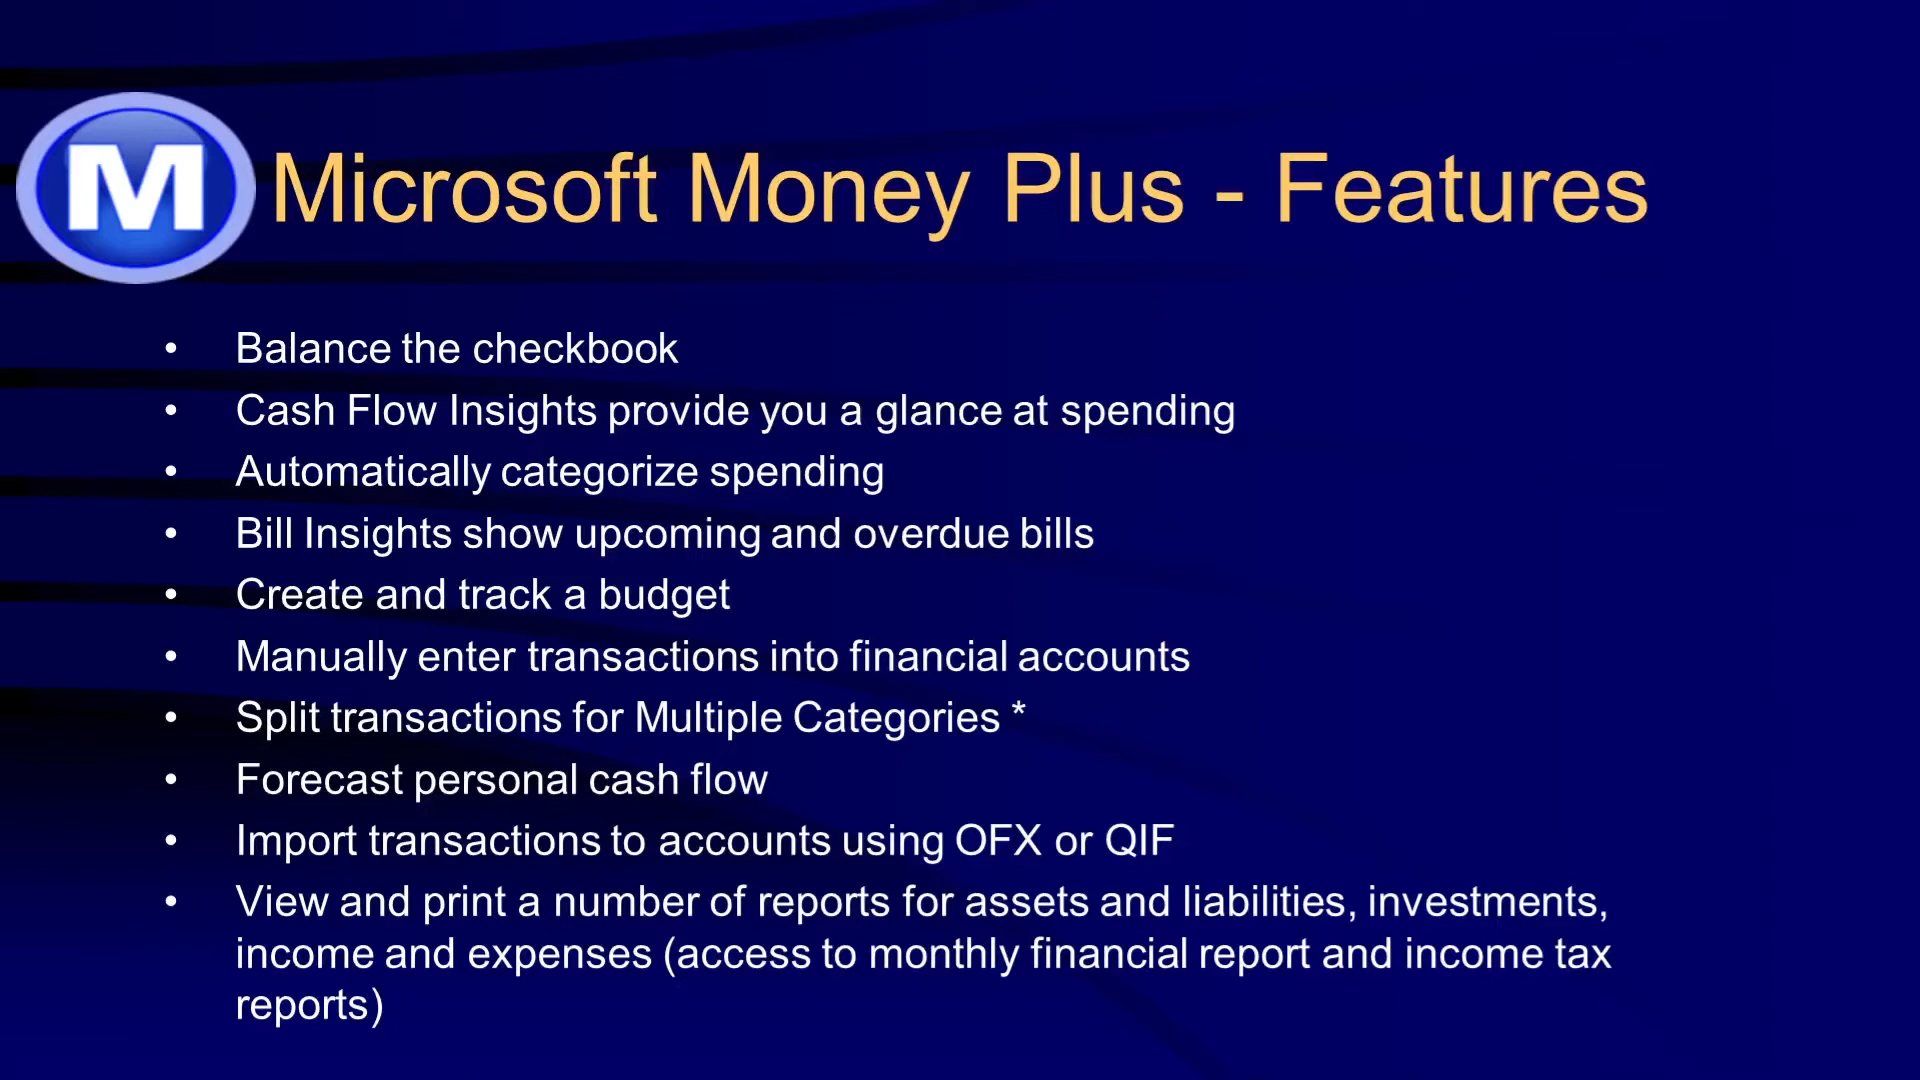 M
Microsoft Money Plus - Features
• Balance the checkbook
• Cash Flow Insights provide you a glance at spending
• Automatically categorize spending
• Bill Insights show upcoming and overdue bills
• Create and track a budget
• Manually enter transactions into financial accounts
• Split transactions for Multiple Categories *
• Forecast personal cash flow
• Import transactions to accounts using OFX or QIF
• View and print a number of reports for assets and liabilities, investments,
income and expenses (access to monthly financial report and income tax
reports)